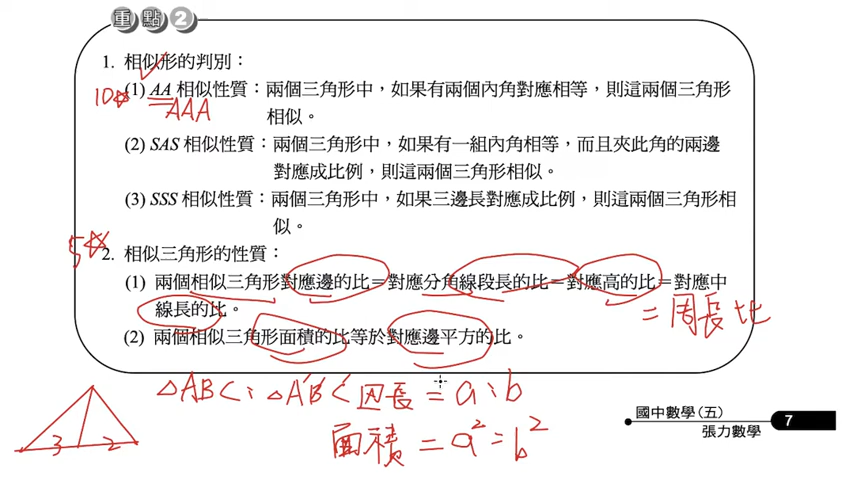 重點2
1. 相似形的判別：
10☆ (1) AA 相似性質：兩個三角形中，如果有兩個內角對應相等，則這兩個三角形
AAA 相似。
(2) SAS 相似性質：兩個三角形中，如果有一組內角相等，而且夾此角的兩邊
對應成比例，則這兩個三角形相似。
(3) SSS 相似性質：兩個三角形中，如果三邊長對應成比例，則這兩個三角形相
似。
5☆ 2. 相似三角形的性質：
(1) 兩個相似三角形對應邊的比＝對應分角線段長的比＝對應高的比＝對應中
線長的比。
= 周長比
(2) 兩個相似三角形面積的比等於對應邊平方的比。
△ABC：△A'B'C' 周長 = a：b
面積 = a²：b²
3 2
國中數學（五）
張力數學
7